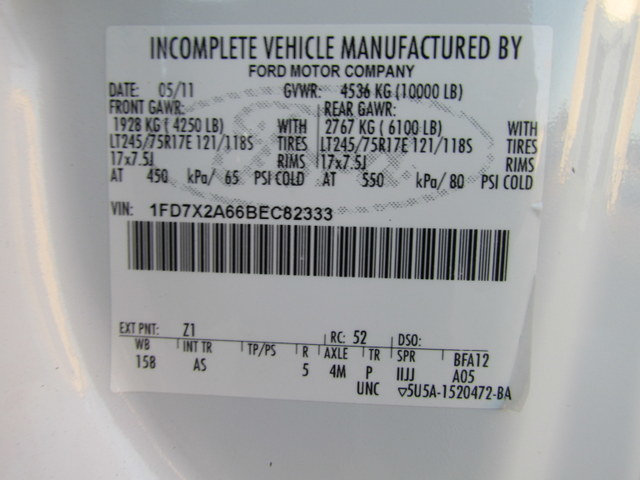 INCOMPLETE VEHICLE MANUFACTURED BY
FORD MOTOR COMPANY
DATE: 05/11 GVWR: 4536 KG (10000 LB)
FRONT GAWR: REAR GAWR:
1928 KG ( 4250 LB) WITH 2767 KG ( 6100 LB) WITH
LT245/75R17E 121/118S TIRES LT245/75R17E 121/118S TIRES
17x7.5J RIMS 17x7.5J RIMS
AT 450 kPa/ 65 PSI COLD AT 550 kPa/ 80 PSI COLD
VIN: 1FD7X2A66BEC82333
EXT PNT: Z1 RC: 52 DSO:
WB INT TR TP/PS R AXLE TR SPR BFA12
158 AS 5 4M P IIJJ A05
UNC ▽5U5A-1520472-BA